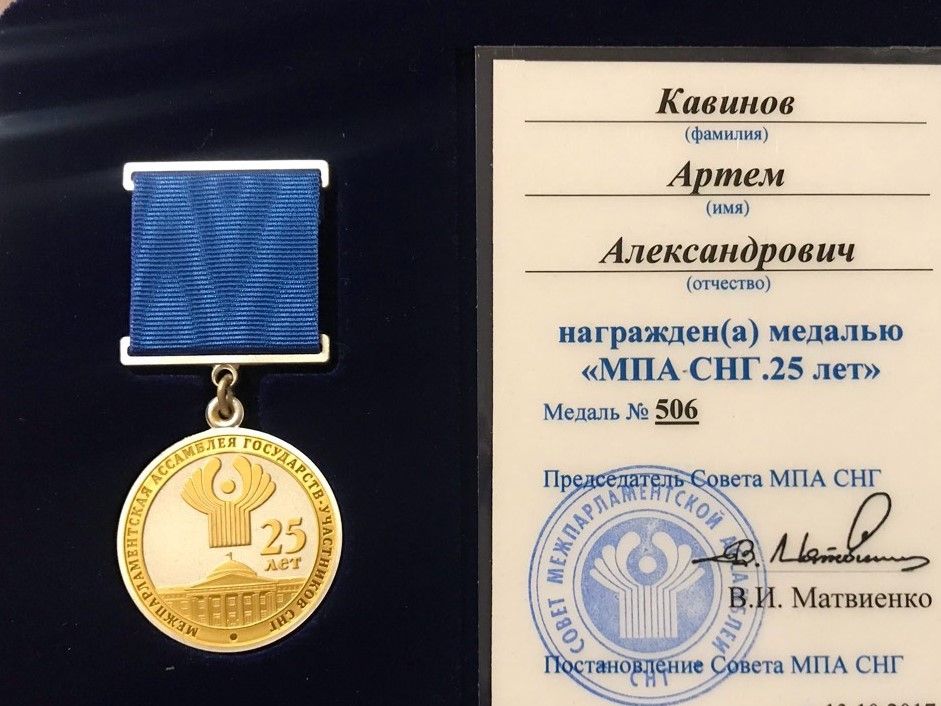 МЕЖПАРЛАМЕНТСКАЯ АССАМБЛЕЯ ГОСУДАРСТВ-УЧАСТНИКОВ СНГ
25
лет
Кавинов
(фамилия)
Артем
(имя)
Александрович
(отчество)
награжден(а) медалью
«МПА СНГ.25 лет»
Медаль № 506
Председатель Совета МПА СНГ
В.И. Матвиенко
СОВЕТ МЕЖПАРЛАМЕНТСКОЙ АССАМБЛЕИ
СНГ
Постановление Совета МПА СНГ